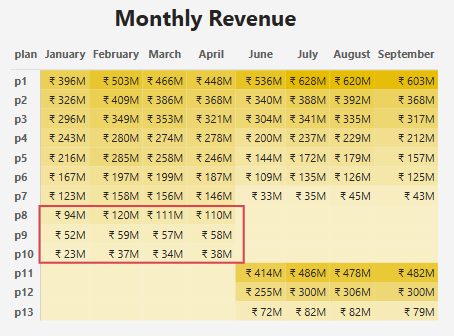 Monthly Revenue
plan January February March April June July August September
p1 ₹ 396M ₹ 503M ₹ 466M ₹ 448M ₹ 536M ₹ 628M ₹ 620M ₹ 603M
p2 ₹ 326M ₹ 409M ₹ 386M ₹ 368M ₹ 340M ₹ 388M ₹ 392M ₹ 368M
p3 ₹ 296M ₹ 349M ₹ 353M ₹ 321M ₹ 304M ₹ 341M ₹ 335M ₹ 317M
p4 ₹ 243M ₹ 280M ₹ 274M ₹ 278M ₹ 200M ₹ 237M ₹ 229M ₹ 212M
p5 ₹ 216M ₹ 285M ₹ 258M ₹ 246M ₹ 144M ₹ 172M ₹ 179M ₹ 157M
p6 ₹ 167M ₹ 197M ₹ 199M ₹ 187M ₹ 109M ₹ 135M ₹ 126M ₹ 125M
p7 ₹ 123M ₹ 158M ₹ 156M ₹ 146M ₹ 33M ₹ 35M ₹ 45M ₹ 43M
p8 ₹ 94M ₹ 120M ₹ 111M ₹ 110M
p9 ₹ 52M ₹ 59M ₹ 57M ₹ 58M
p10 ₹ 23M ₹ 37M ₹ 34M ₹ 38M
p11 ₹ 414M ₹ 486M ₹ 478M ₹ 482M
p12 ₹ 255M ₹ 300M ₹ 306M ₹ 300M
p13 ₹ 72M ₹ 82M ₹ 82M ₹ 79M